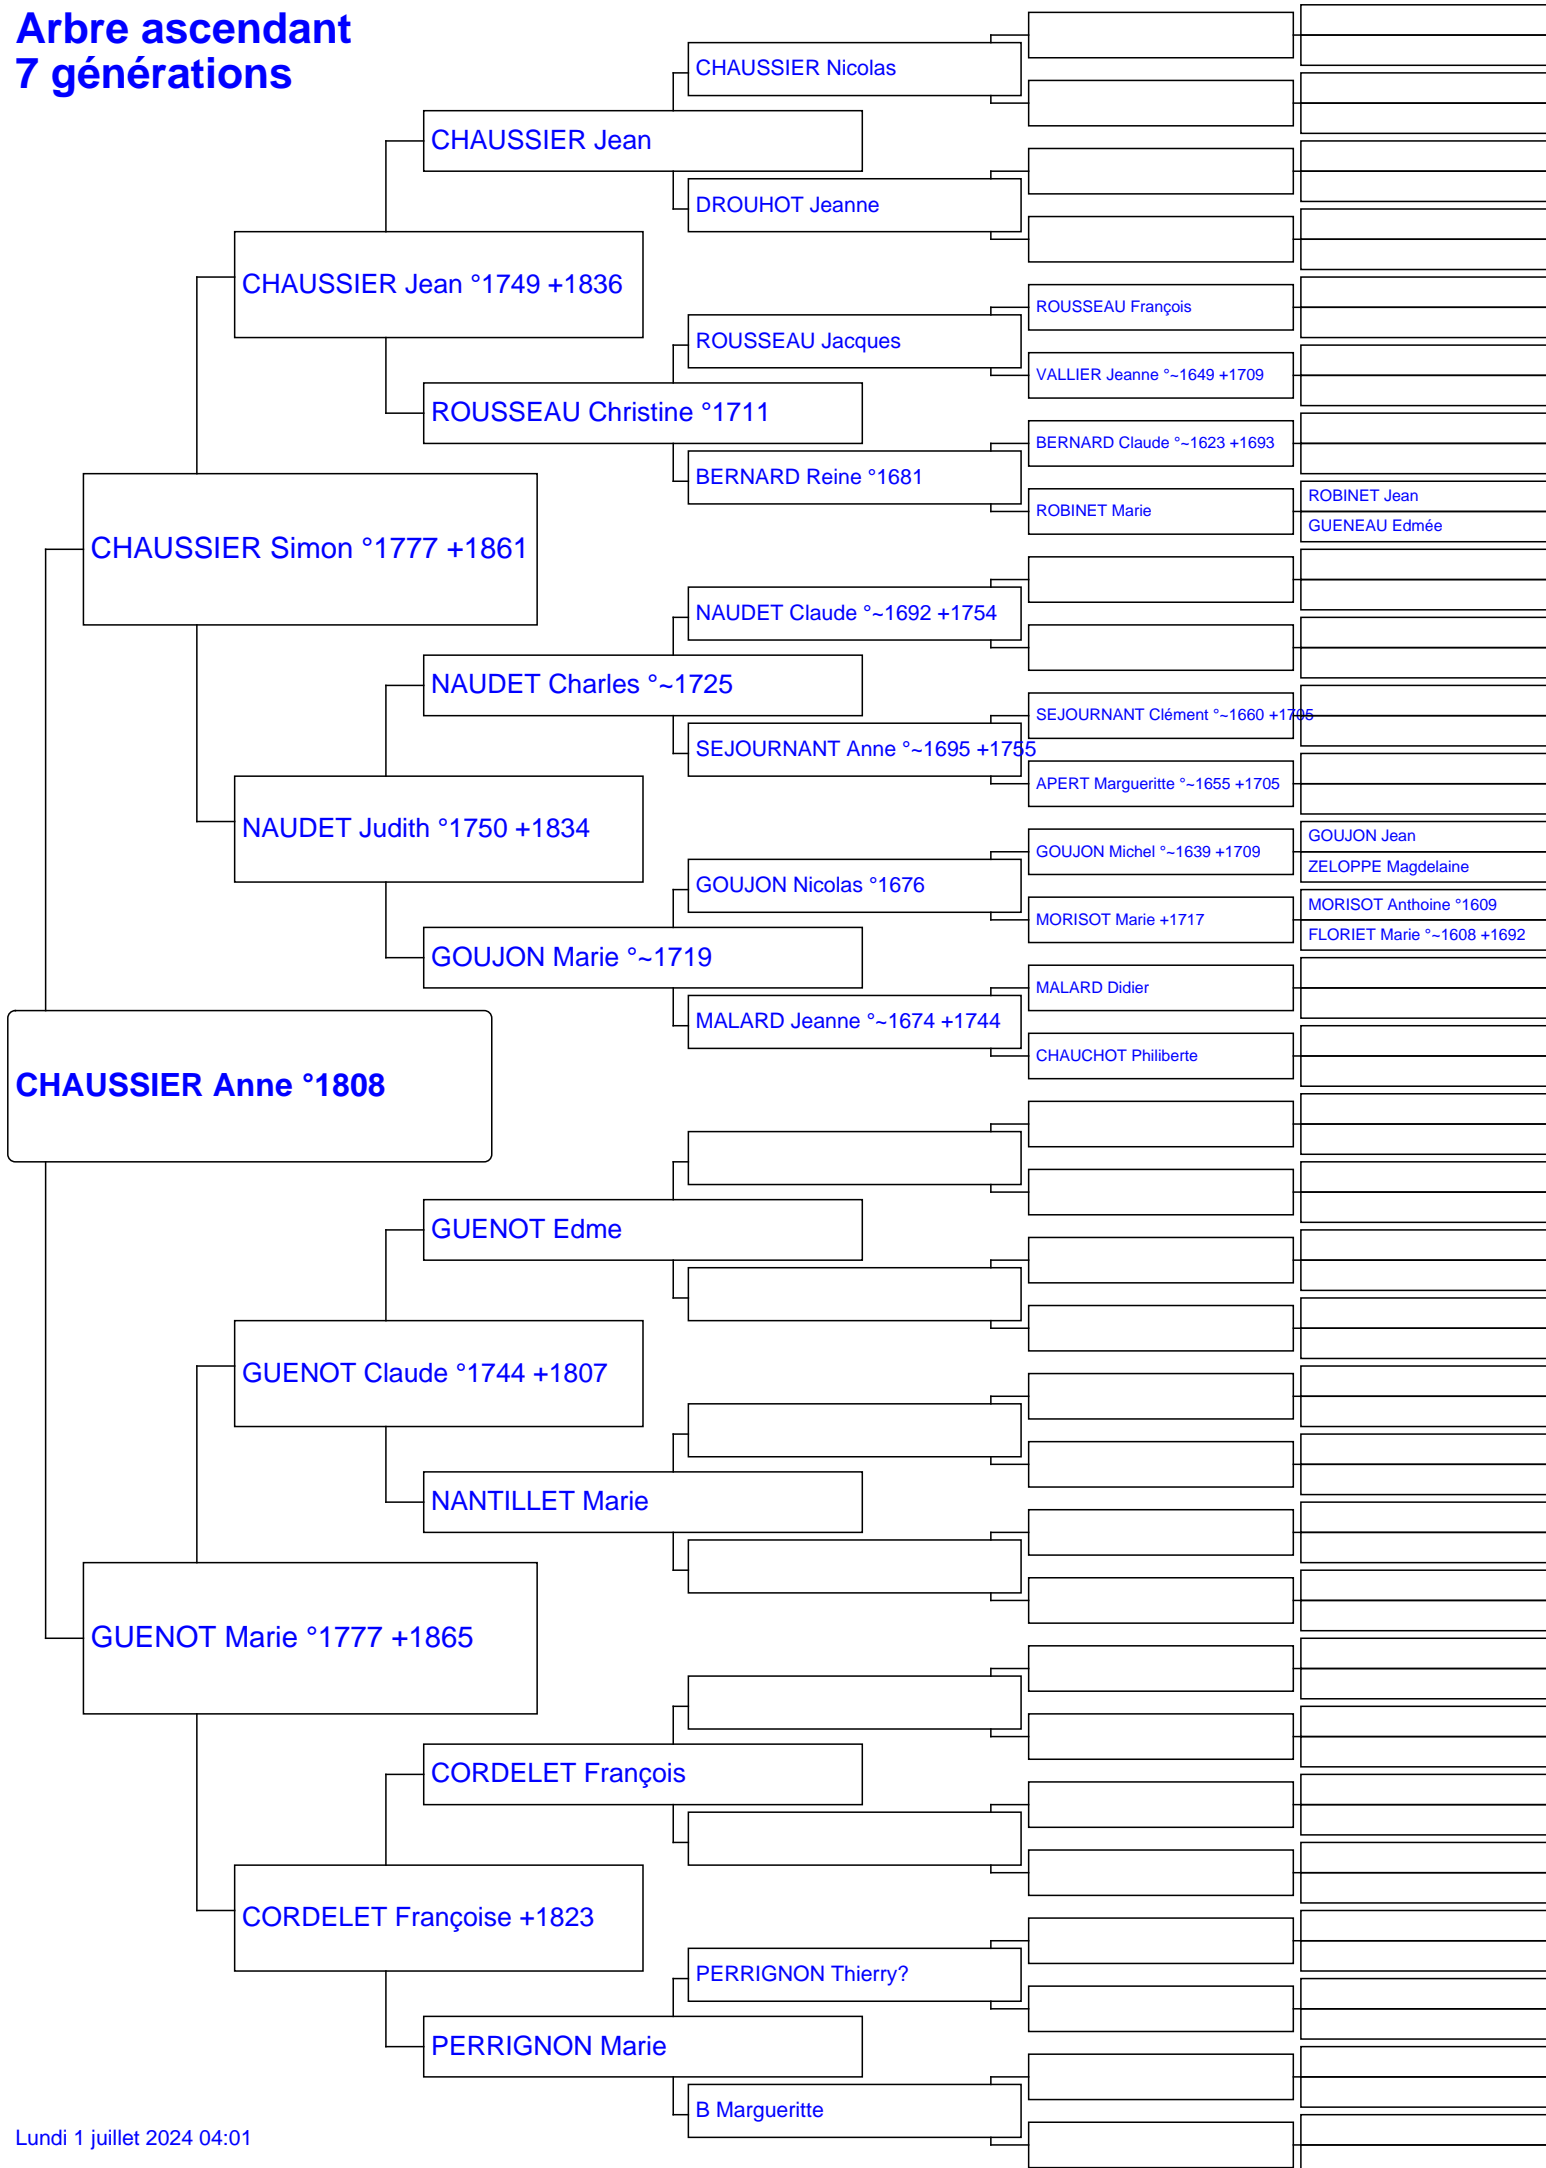 Arbre ascendant
7 générations
CHAUSSIER Nicolas
CHAUSSIER Jean
DROUHOT Jeanne
CHAUSSIER Jean °1749 +1836
ROUSSEAU François
ROUSSEAU Jacques
VALLIER Jeanne °~1649 +1709
ROUSSEAU Christine °1711
BERNARD Claude °~1623 +1693
BERNARD Reine °1681
ROBINET Jean
ROBINET Marie
GUENEAU Edmée
CHAUSSIER Simon °1777 +1861
NAUDET Claude °~1692 +1754
NAUDET Charles °~1725
SEJOURNANT Clément °~1660 +1705
SEJOURNANT Anne °~1695 +1755
APERT Margueritte °~1655 +1705
NAUDET Judith °1750 +1834
GOUJON Jean
GOUJON Michel °~1639 +1709
ZELOPPE Magdelaine
GOUJON Nicolas °1676
MORISOT Anthoine °1609
MORISOT Marie +1717
FLORIET Marie °~1608 +1692
GOUJON Marie °~1719
MALARD Didier
MALARD Jeanne °~1674 +1744
CHAUCHOT Philiberte
CHAUSSIER Anne °1808
GUENOT Edme
GUENOT Claude °1744 +1807
NANTILLET Marie
GUENOT Marie °1777 +1865
CORDELET François
CORDELET Françoise +1823
PERRIGNON Thierry?
PERRIGNON Marie
B Margueritte
Lundi 1 juillet 2024 04:01